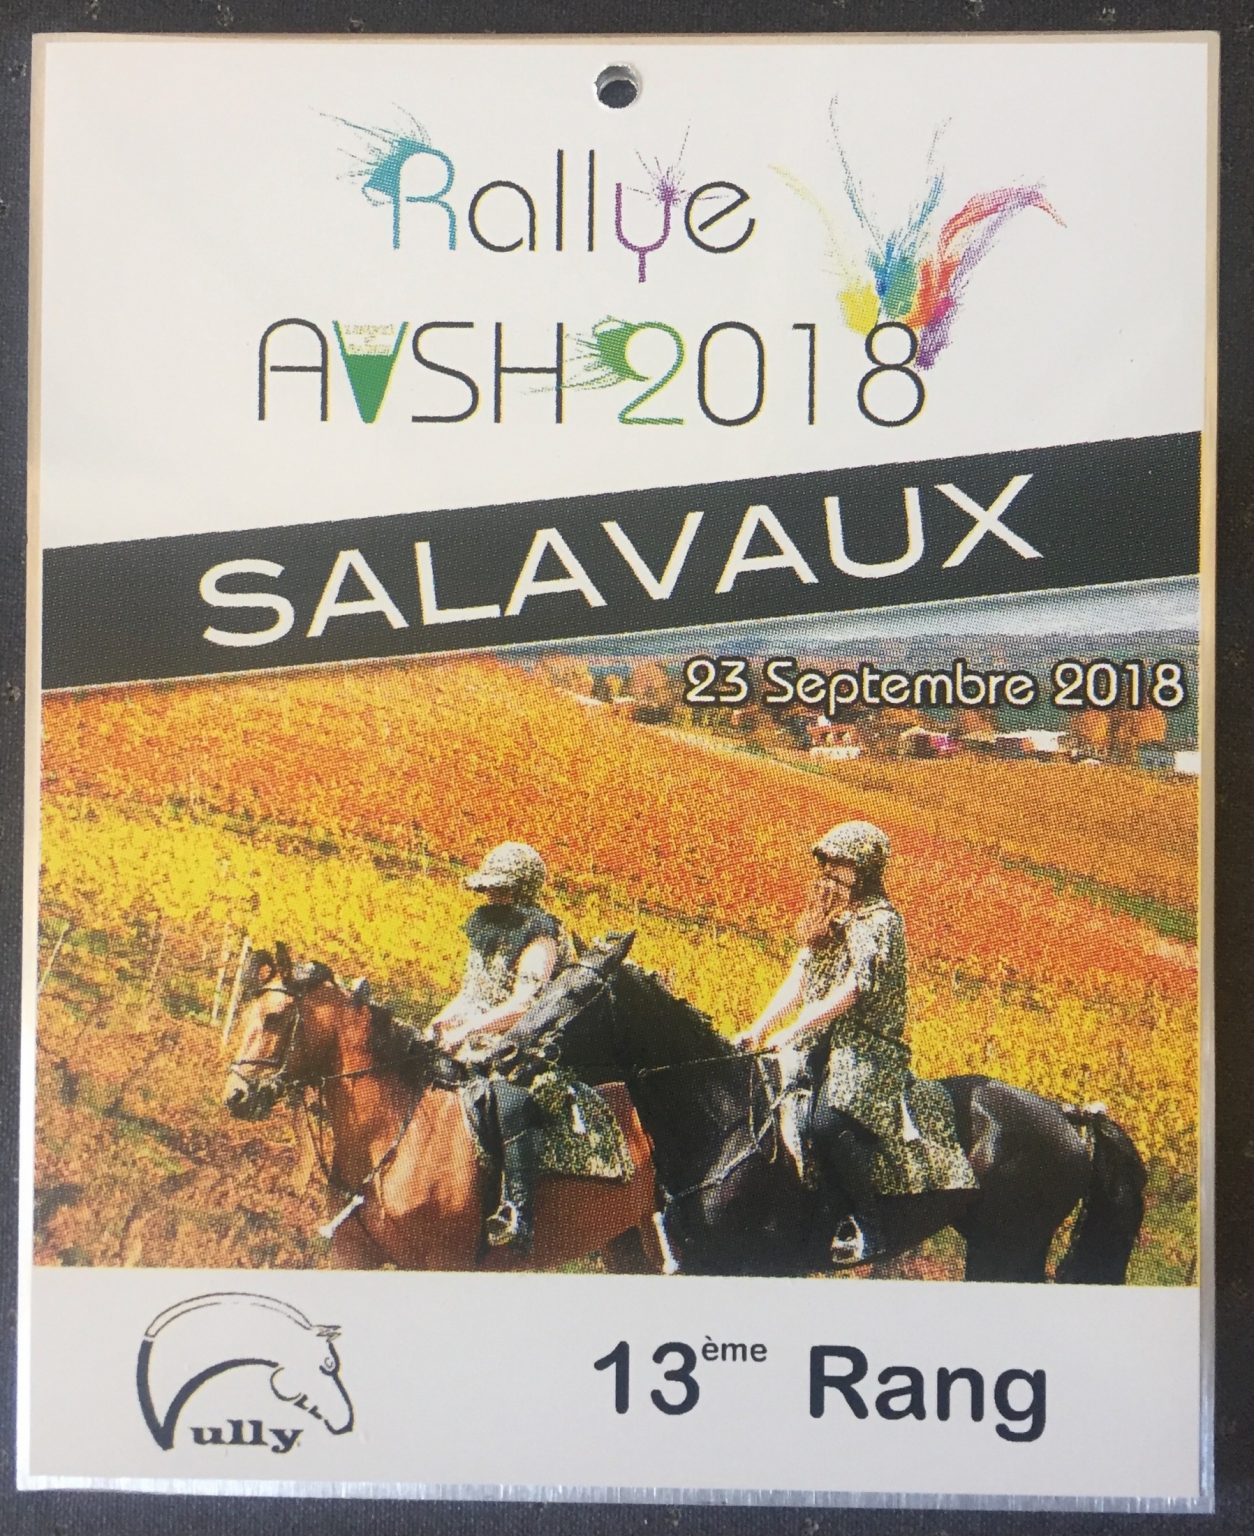 Rallye
AVSH 2018
SALAVAUX
23 Septembre 2018
Vully
13ème Rang